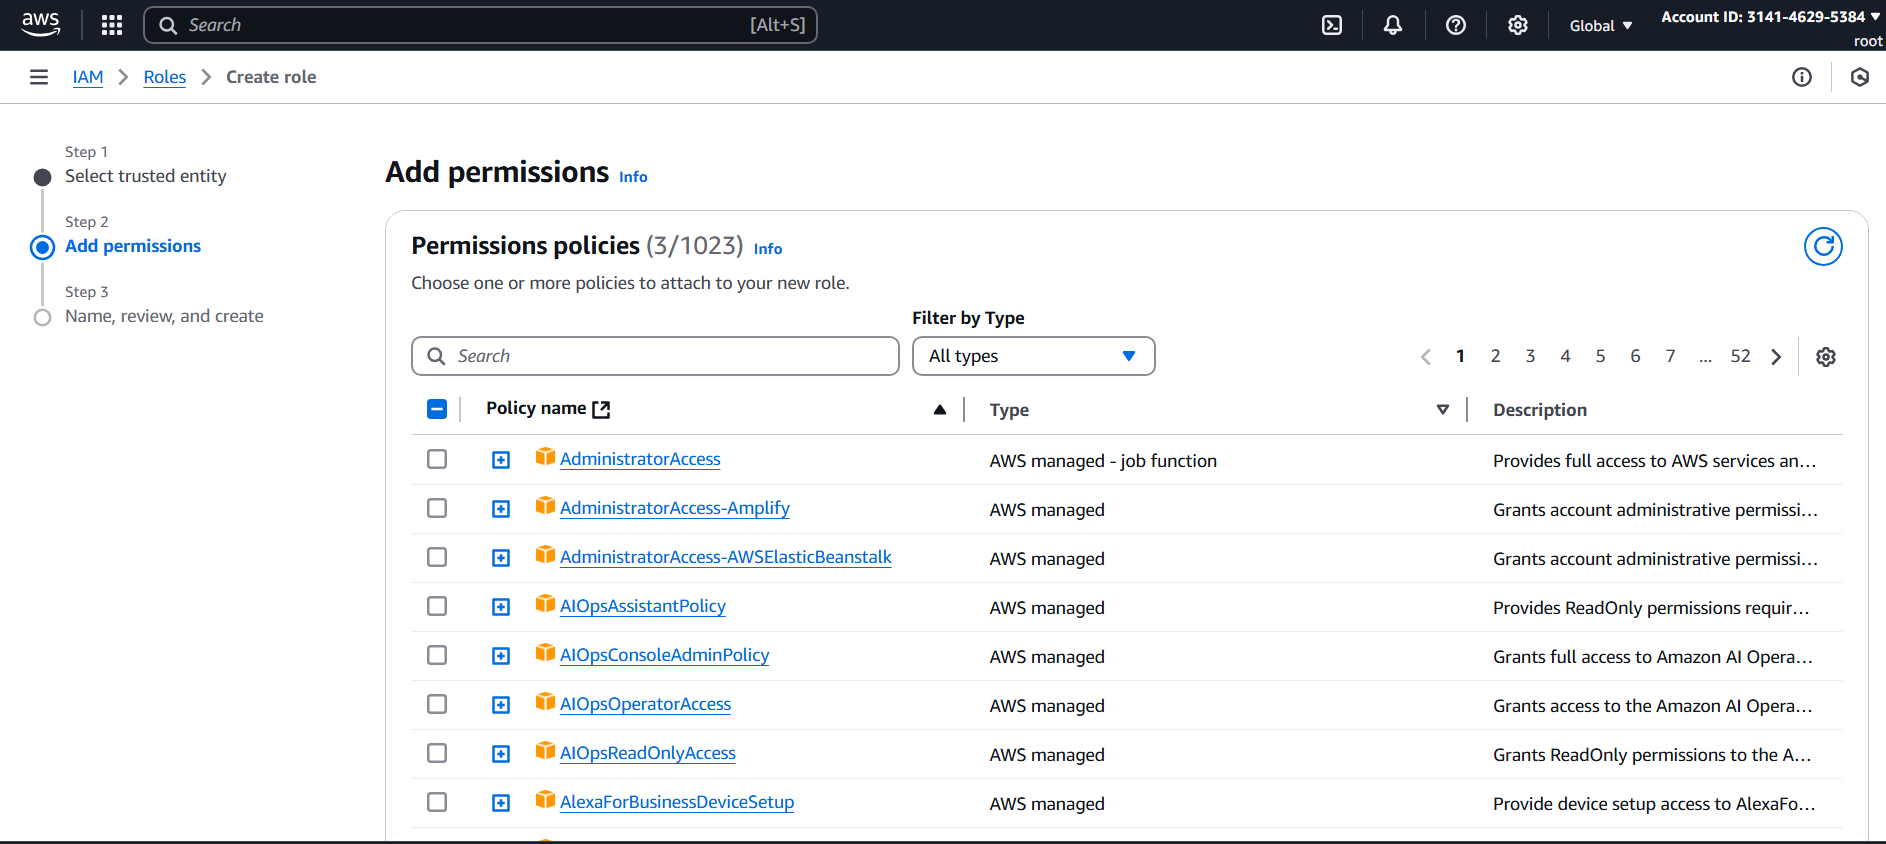 aws
Search [Alt+S]
Global
Account ID: 3141-4629-5384
root
IAM Roles Create role
Step 1
Select trusted entity
Step 2
Add permissions
Step 3
Name, review, and create
Add permissions Info
Permissions policies (3/1023) Info
Choose one or more policies to attach to your new role.
Filter by Type
Search
All types
1 2 3 4 5 6 7 ... 52
Policy name Type Description
AdministratorAccess AWS managed - job function Provides full access to AWS services an...
AdministratorAccess-Amplify AWS managed Grants account administrative permissi...
AdministratorAccess-AWSElasticBeanstalk AWS managed Grants account administrative permissi...
AIOpsAssistantPolicy AWS managed Provides ReadOnly permissions requir...
AIOpsConsoleAdminPolicy AWS managed Grants full access to Amazon AI Opera...
AIOpsOperatorAccess AWS managed Grants access to the Amazon AI Opera...
AIOpsReadOnlyAccess AWS managed Grants ReadOnly permissions to the A...
AlexaForBusinessDeviceSetup AWS managed Provide device setup access to AlexaFo...